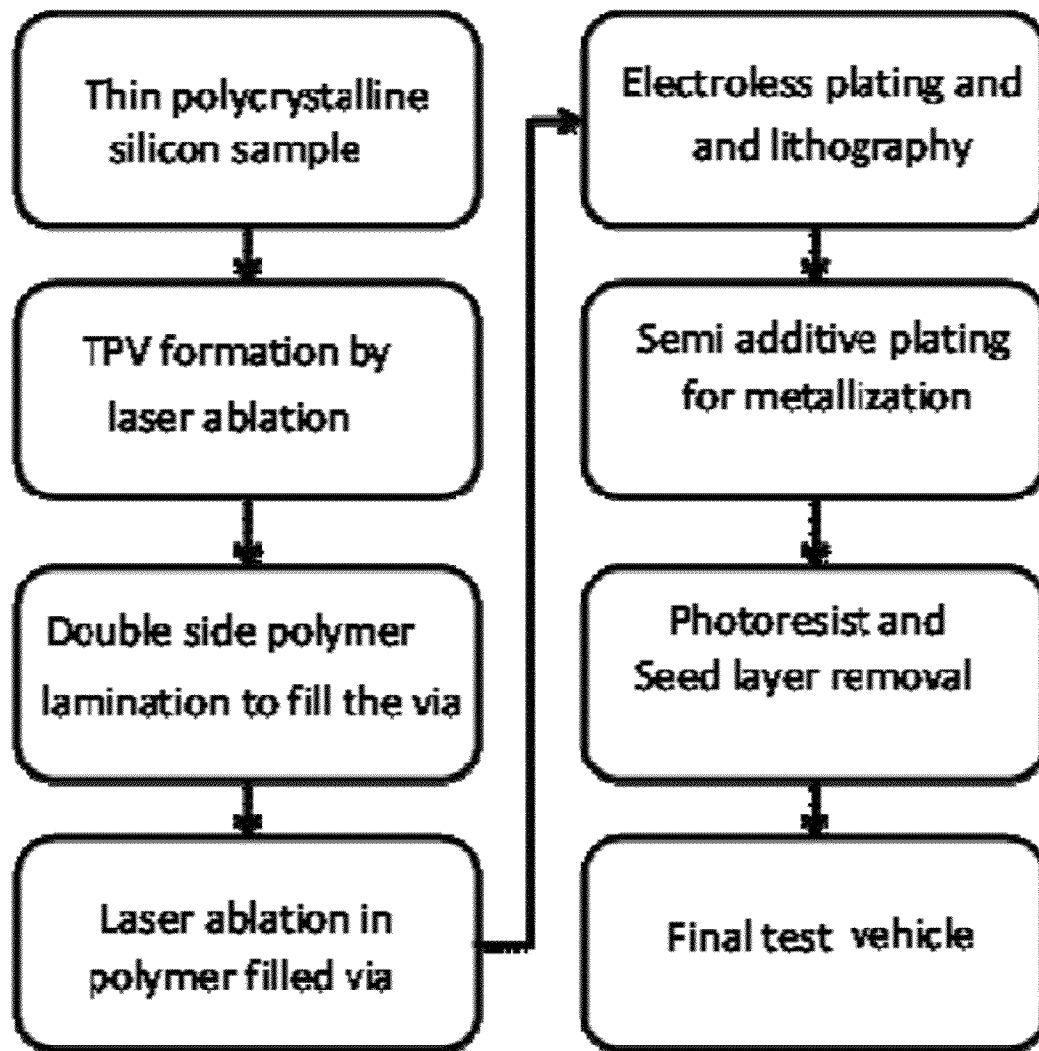 Thin polycrystalline
silicon sample
TPV formation by
laser ablation
Double side polymer
lamination to fill the via
Laser ablation in
polymer filled via
Electroless plating and
and lithography
Semi additive plating
for metallization
Photoresist and
Seed layer removal
Final test vehicle